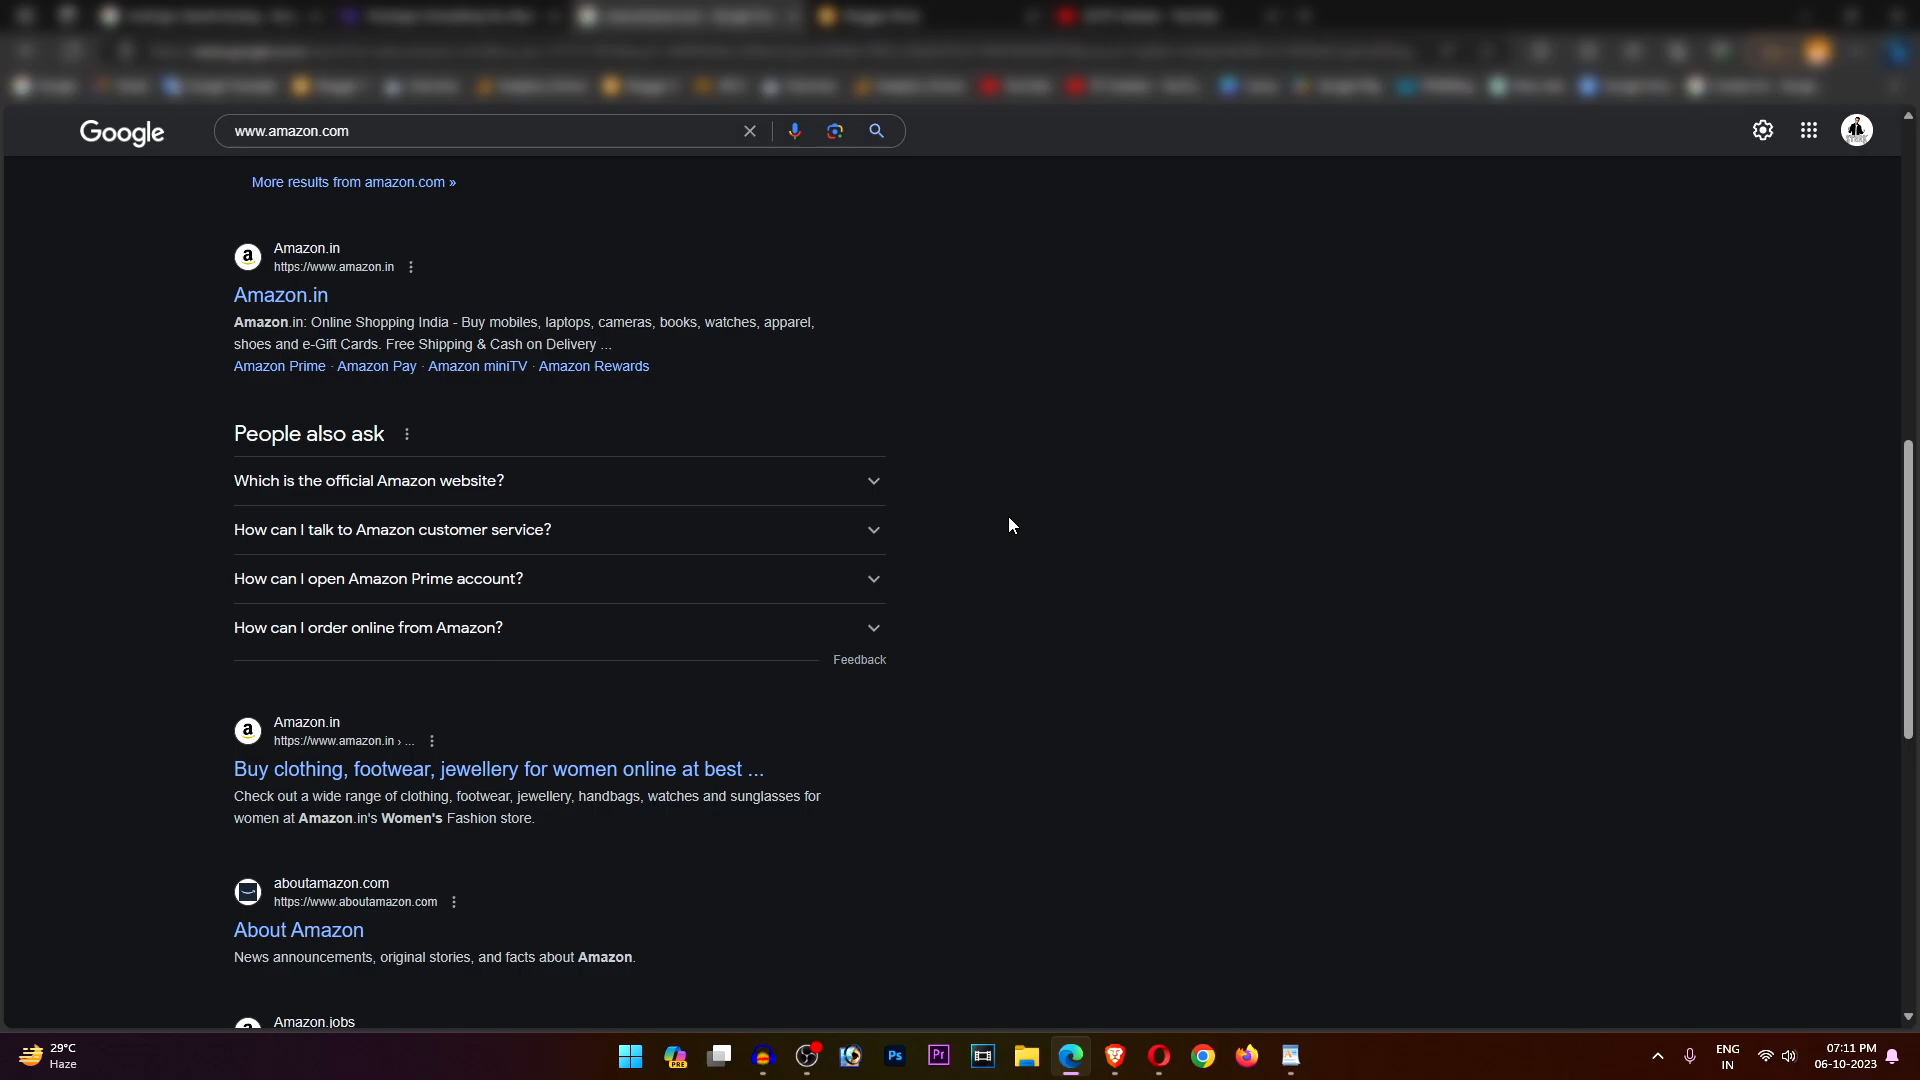 Google
www.amazon.com
More results from amazon.com »
Amazon.in
https://www.amazon.in
Amazon.in
Amazon.in: Online Shopping India - Buy mobiles, laptops, cameras, books, watches, apparel,
shoes and e-Gift Cards. Free Shipping & Cash on Delivery ...
Amazon Prime · Amazon Pay · Amazon miniTV · Amazon Rewards
People also ask
Which is the official Amazon website?
How can I talk to Amazon customer service?
How can I open Amazon Prime account?
How can I order online from Amazon?
Feedback
Amazon.in
https://www.amazon.in › ...
Buy clothing, footwear, jewellery for women online at best ...
Check out a wide range of clothing, footwear, jewellery, handbags, watches and sunglasses for
women at Amazon.in's Women's Fashion store.
aboutamazon.com
https://www.aboutamazon.com
About Amazon
News announcements, original stories, and facts about Amazon.
Amazon.jobs
29°C
Haze
PRE
Ps
Pr
ENG
IN
07:11 PM
06-10-2023